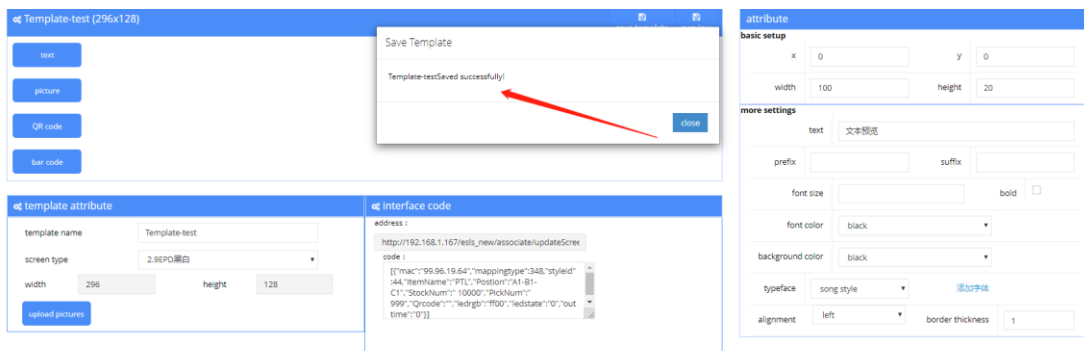 Template-test (296x128)
text
picture
QR code
bar code
Save Template
Template-testSaved successfully!
close
template attribute
template name
Template-test
screen type
2.9EPD黑白
width
296
height
128
upload pictures
interface code
address :
http://192.168.1.167/esls_new/associate/updateScree
code :
[{"mac":"99.96.19.64","mappingtype":348,"styleid"
:44,"ItemName":"PTL","Postion":"A1-B1-
C1","StockNum":" 10000","PickNum":"
999","Qrcode":"","ledrgb":"ff00","ledstate":"0","out
time":"0"}]
attribute
basic setup
x
0
y
0
width
100
height
20
more settings
text
文本预览
prefix
suffix
font size
bold
font color
black
background color
black
typeface
song style
添加字体
alignment
left
border thickness
1